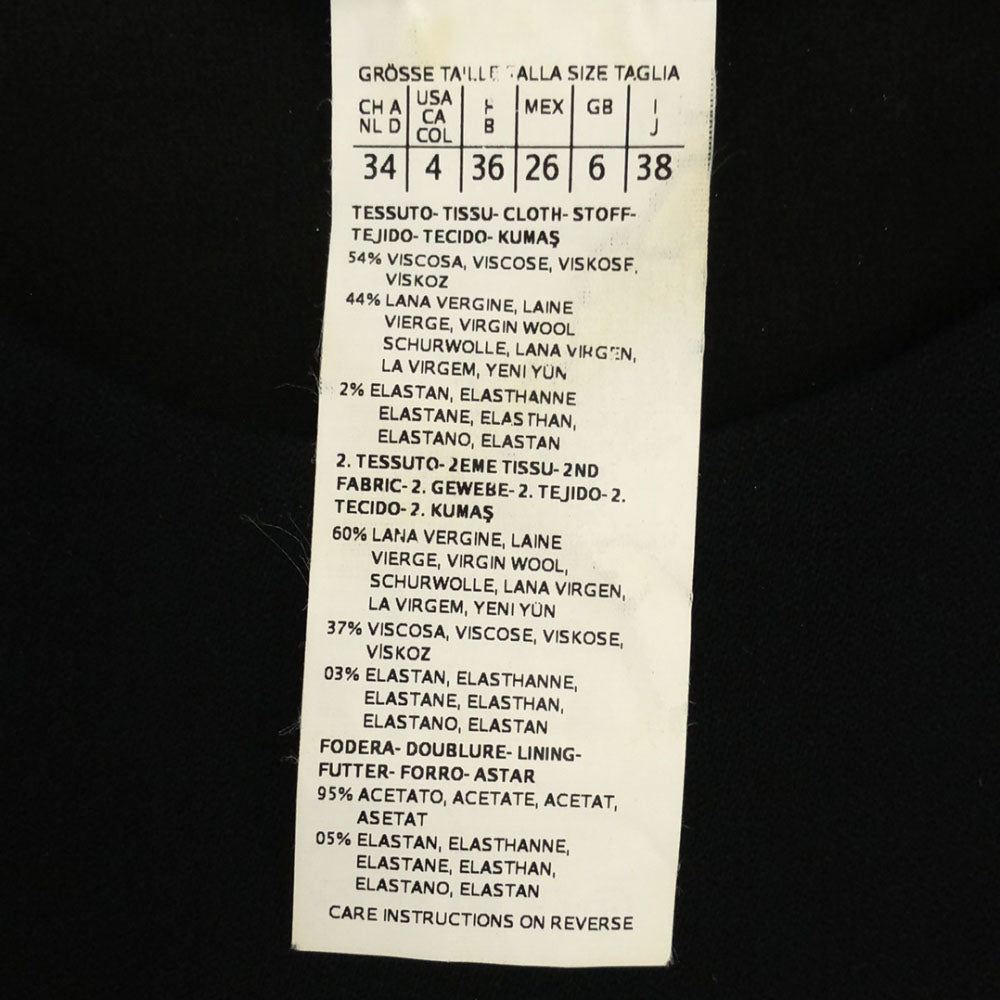 GRÖSSE TAILLE TALLA SIZE TAGLIA
CH A USA MEX GB I
NL D CA B J
COL
34 4 36 26 6 38
TESSUTO- TISSU- CLOTH- STOFF-
TEJIDO- TECIDO- KUMAŞ
54% VISCOSA, VISCOSE, VISKOSE,
VİSKOZ
44% LANA VERGINE, LAINE
VIERGE, VIRGIN WOOL
SCHURWOLLE, LANA VIRGEN,
LA VIRGEM, YENI YÜN
2% ELASTAN, ELASTHANNE
ELASTANE, ELASTHAN,
ELASTANO, ELASTAN
2. TESSUTO- 2EME TISSU- 2ND
FABRIC- 2. GEWEBE- 2. TEJIDO- 2.
TECIDO- 2. KUMAŞ
60% LANA VERGINE, LAINE
VIERGE, VIRGIN WOOL,
SCHURWOLLE, LANA VIRGEN,
LA VIRGEM, YENI YÜN
37% VISCOSA, VISCOSE, VISKOSE,
VİSKOZ
03% ELASTAN, ELASTHANNE,
ELASTANE, ELASTHAN,
ELASTANO, ELASTAN
FODERA- DOUBLURE- LINING-
FUTTER- FORRO- ASTAR
95% ACETATO, ACETATE, ACETAT,
ASETAT
05% ELASTAN, ELASTHANNE,
ELASTANE, ELASTHAN,
ELASTANO, ELASTAN
CARE INSTRUCTIONS ON REVERSE